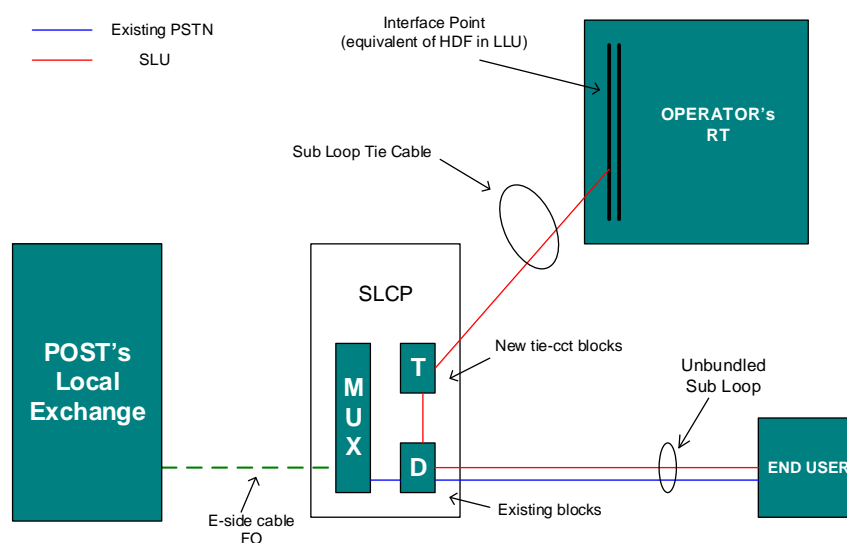 Existing PSTN
SLU
Interface Point
(equivalent of HDF in LLU)
OPERATOR's
RT
Sub Loop Tie Cable
SLCP
POST's
Local
Exchange
M
U
X
T
New tie-cct blocks
Unbundled
Sub Loop
D
END USER
Existing blocks
E-side cable
FO